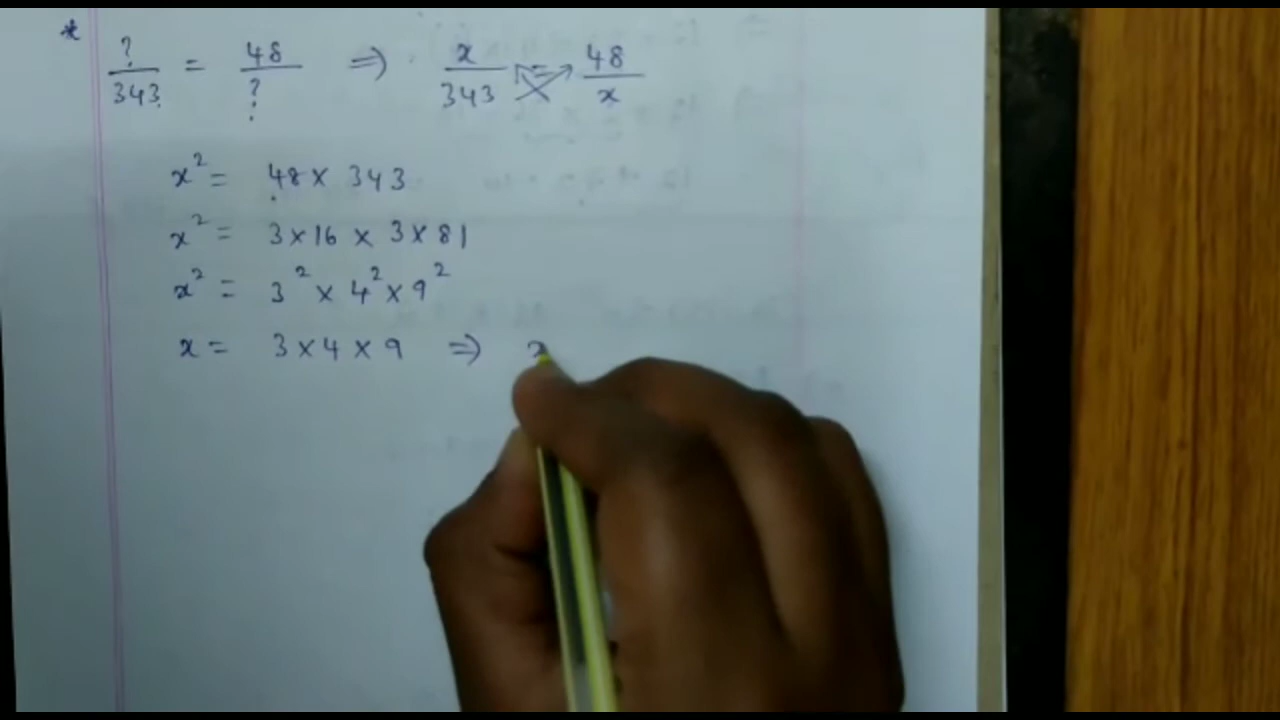 * ?/343 = 48/? ⇒ x/343 = 48/x
x² = 48 × 343
x² = 3 × 16 × 3 × 81
x² = 3² × 4² × 9²
x = 3 × 4 × 9 ⇒ x